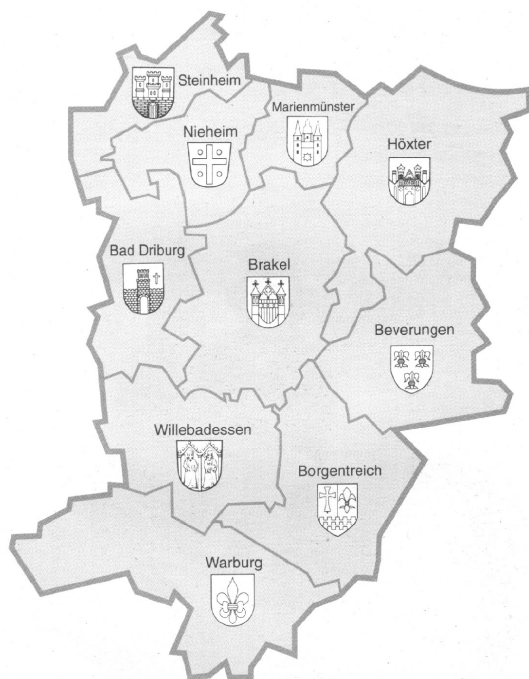 Steinheim
Marienmünster
Nieheim
Höxter
Bad Driburg
Brakel
Beverungen
Willebadessen
Borgentreich
Warburg